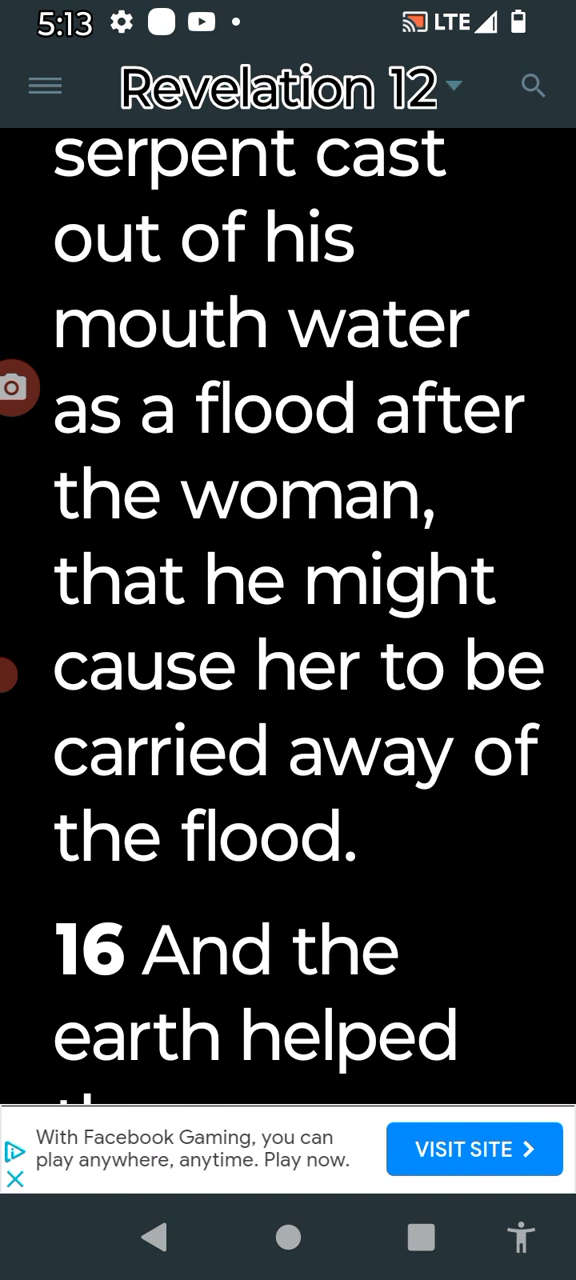 5:13 LTE
Revelation 12
serpent cast
out of his
mouth water
as a flood after
the woman,
that he might
cause her to be
carried away of
the flood.
16 And the
earth helped
With Facebook Gaming, you can
play anywhere, anytime. Play now.
VISIT SITE